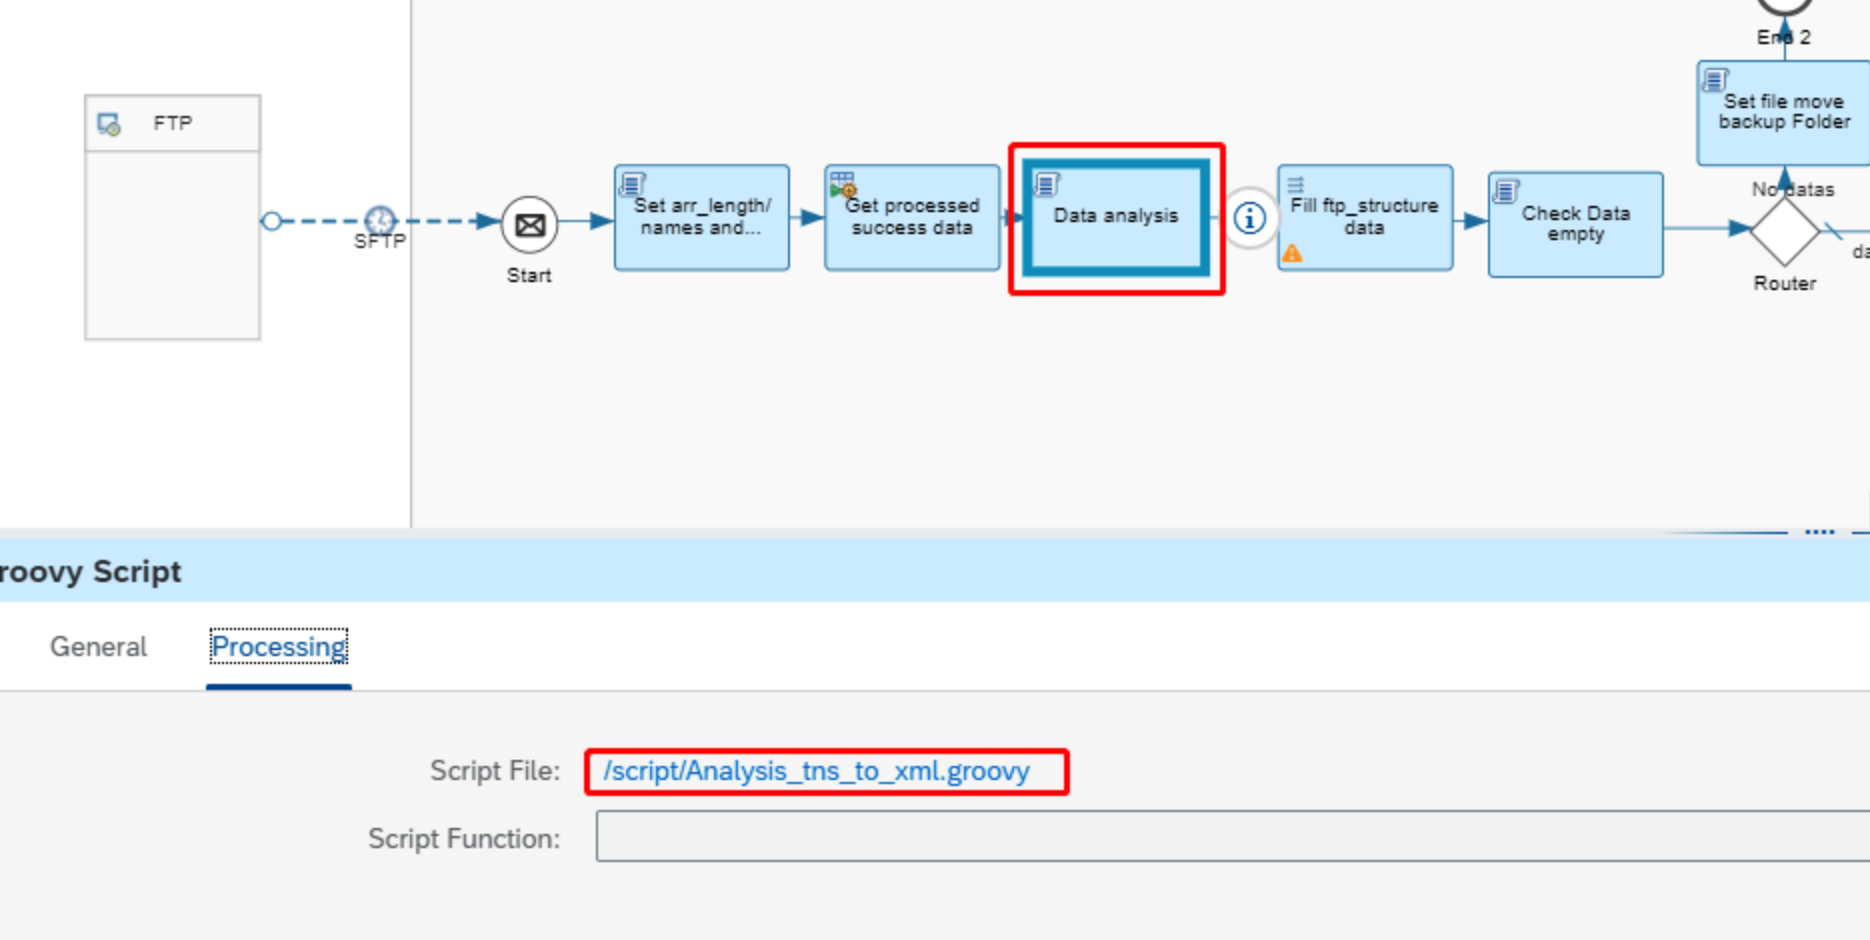 End 2
Set file move
backup Folder
FTP
No datas
Set arr_length/
names and...
Get processed
success data
Data analysis
Fill ftp_structure
data
Check Data
empty
SFTP
Start
Router
roovy Script
General
Processing
Script File:
/script/Analysis_tns_to_xml.groovy
Script Function: